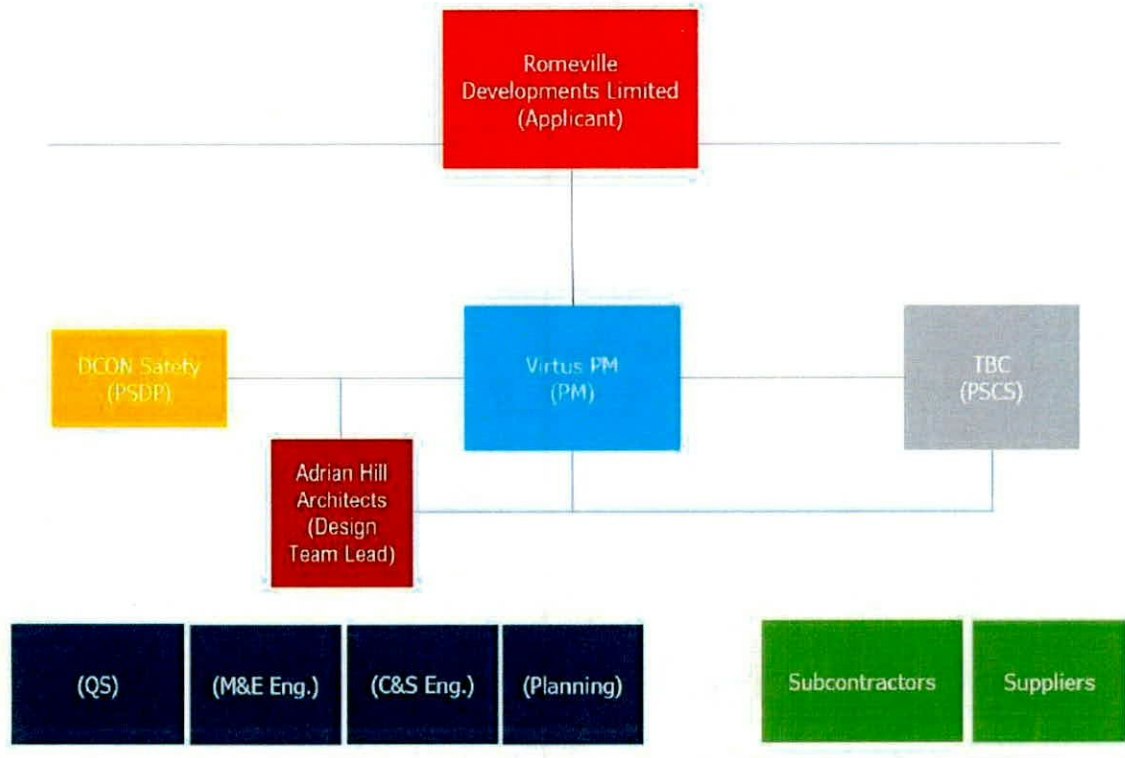 Romeville
Developments Limited
(Applicant)
DCON Safety
(PSDP)
Virtus PM
(PM)
TBC
(PSCS)
Adrian Hill
Architects
(Design
Team Lead)
(QS)
(M&E Eng.)
(C&S Eng.)
(Planning)
Subcontractors
Suppliers